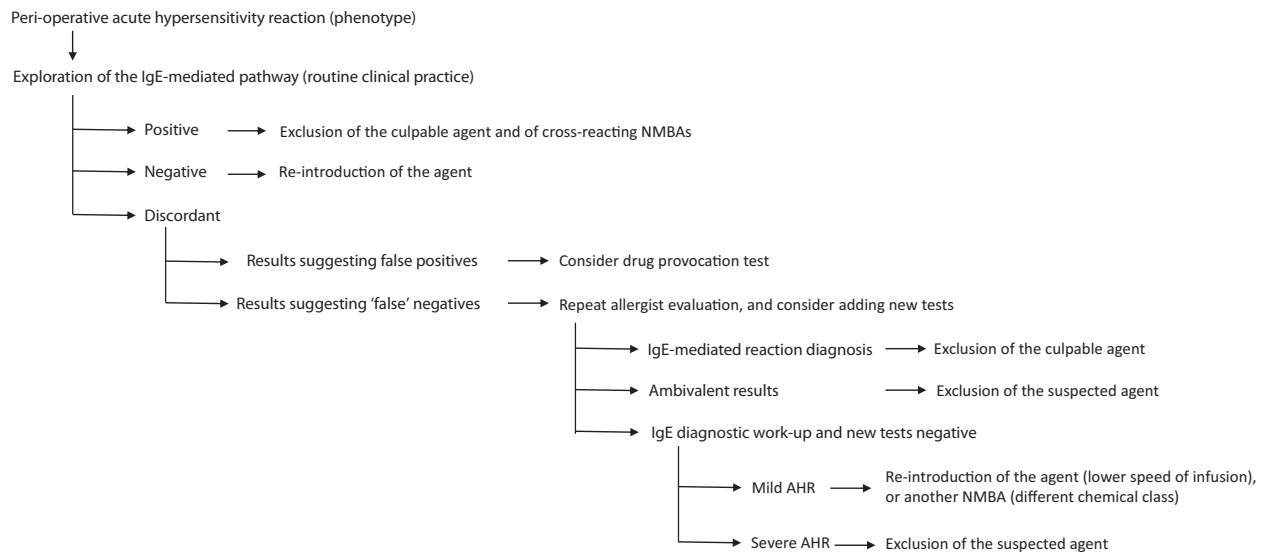 Peri-operative acute hypersensitivity reaction (phenotype)
Exploration of the IgE-mediated pathway (routine clinical practice)
Positive
Exclusion of the culpable agent and of cross-reacting NMBAs
Negative
Re-introduction of the agent
Discordant
Results suggesting false positives
Consider drug provocation test
Results suggesting 'false' negatives
Repeat allergist evaluation, and consider adding new tests
IgE-mediated reaction diagnosis
Exclusion of the culpable agent
Ambivalent results
Exclusion of the suspected agent
IgE diagnostic work-up and new tests negative
Mild AHR
Re-introduction of the agent (lower speed of infusion),
or another NMBA (different chemical class)
Severe AHR
Exclusion of the suspected agent